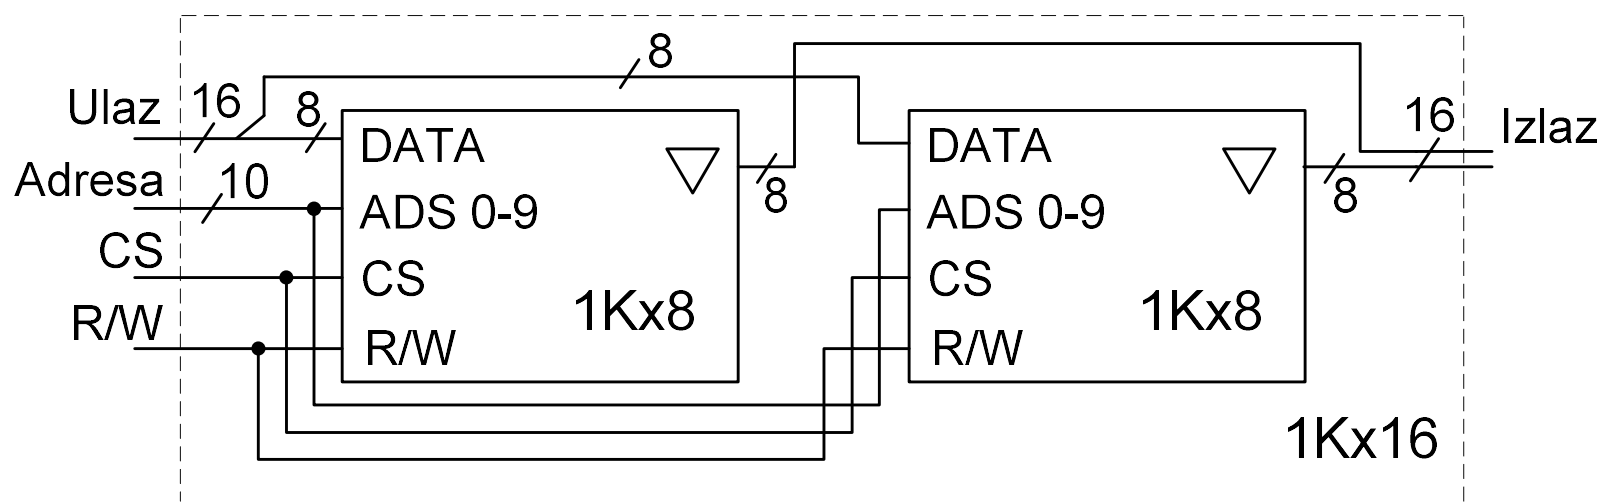 8
Ulaz 16 8 DATA DATA 16 Izlaz
Adresa 10 8 8
ADS 0-9 ADS 0-9
CS CS CS
1Kx8 1Kx8
R/W R/W R/W
1Kx16